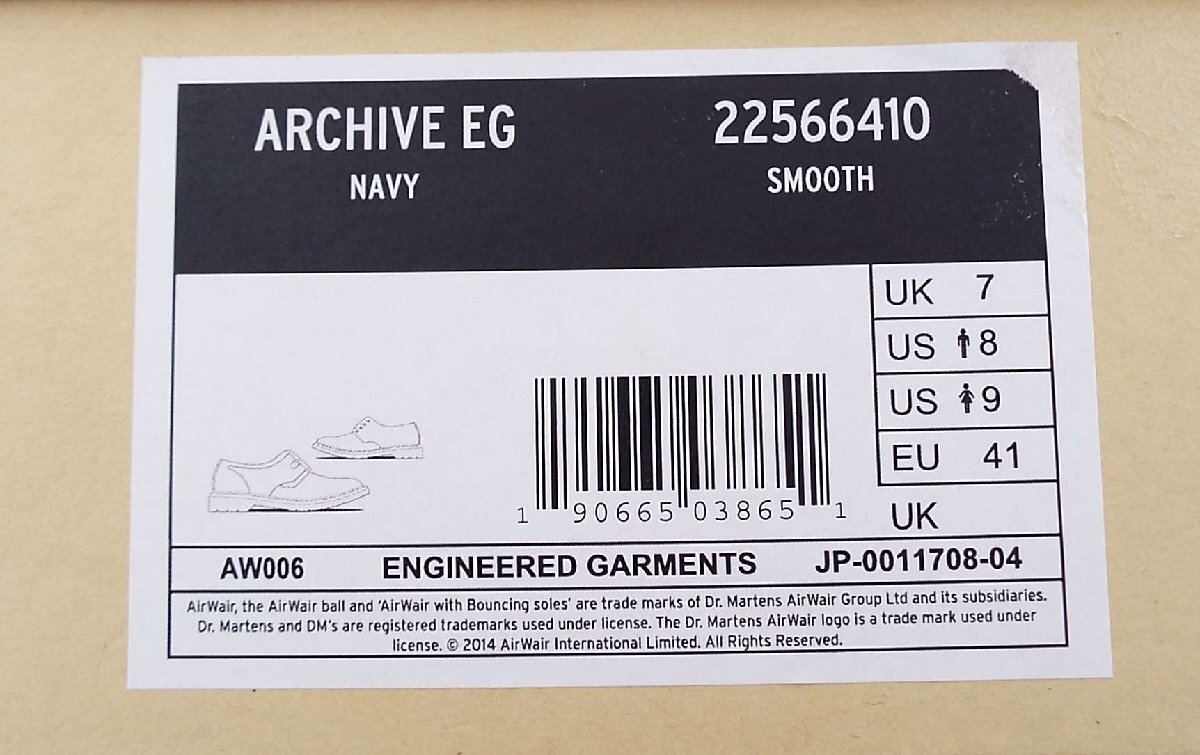 ARCHIVE EG 22566410
NAVY SMOOTH
UK 7
US 8
US 9
EU 41
1 90665 03865 1
UK
AW006 ENGINEERED GARMENTS JP-0011708-04
AirWair, the AirWair ball and 'AirWair with Bouncing soles' are trade marks of Dr. Martens AirWair Group Ltd and its subsidiaries.
Dr. Martens and DM's are registered trademarks used under license. The Dr. Martens AirWair logo is a trade mark used under
license. © 2014 AirWair International Limited. All Rights Reserved.